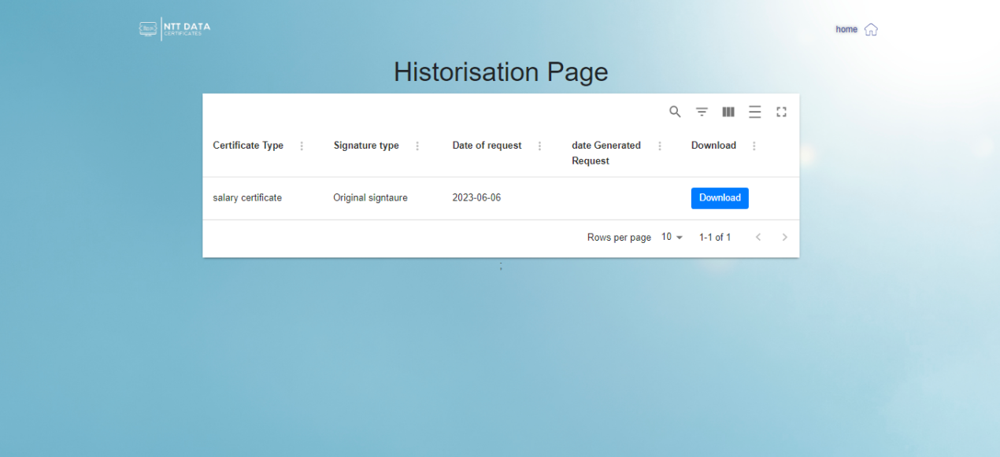 NTT DATA
CERTIFICATES
home
Historisation Page
Certificate Type
Signature type
Date of request
date Generated
Request
Download
salary certificate
Original signtaure
2023-06-06
Download
Rows per page 10
1-1 of 1
;